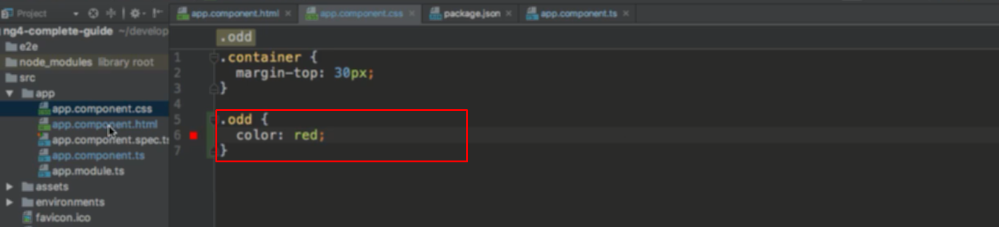 Project
app.component.html
app.component.css
package.json
app.component.ts
ng4-complete-guide ~/develop
e2e
node_modules library root
src
app
app.component.css
app.component.html
app.component.spec.ts
app.component.ts
app.module.ts
assets
environments
favicon.ico
.odd
1 .container {
2 margin-top: 30px;
3 }
4
5 .odd {
6 color: red;
7 }